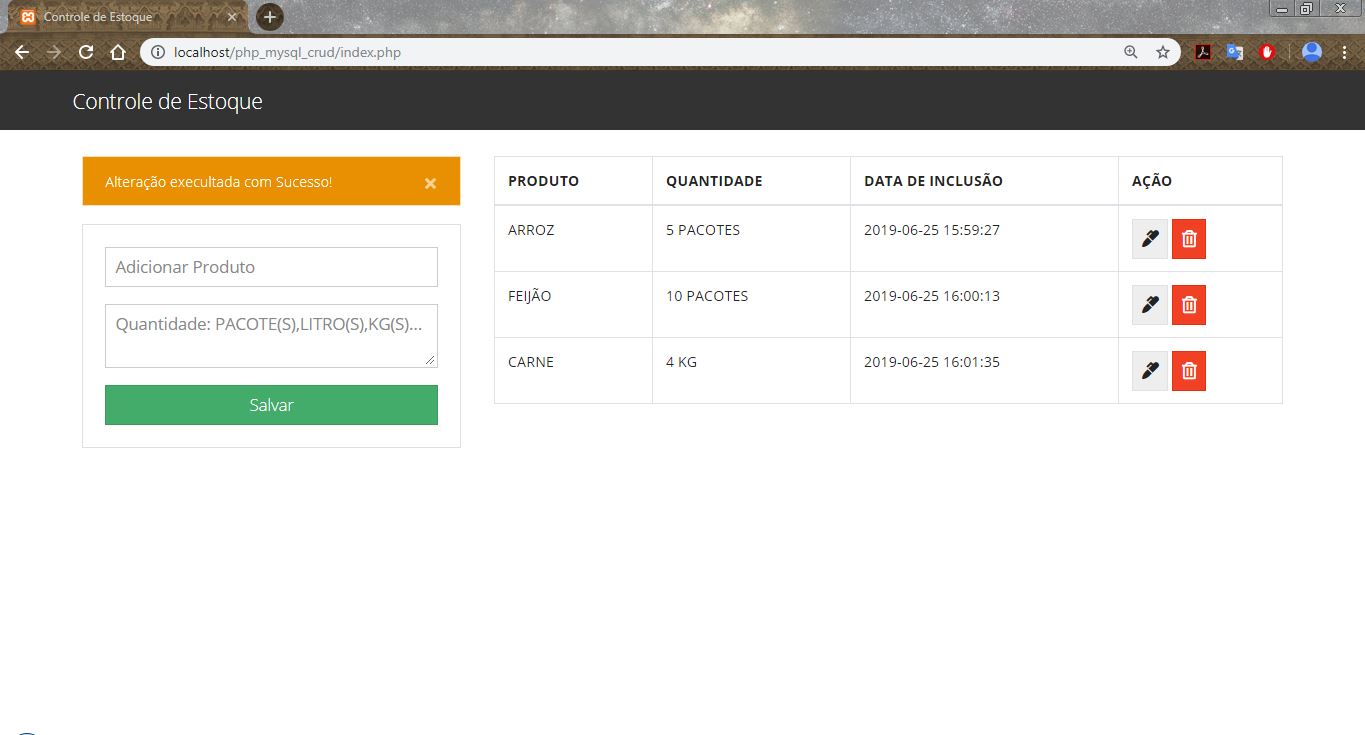 Controle de Estoque
localhost/php_mysql_crud/index.php
Controle de Estoque
Alteração execultada com Sucesso!
Adicionar Produto
Quantidade: PACOTE(S),LITRO(S),KG(S)...
Salvar
PRODUTO QUANTIDADE DATA DE INCLUSÃO AÇÃO
ARROZ 5 PACOTES 2019-06-25 15:59:27
FEIJÃO 10 PACOTES 2019-06-25 16:00:13
CARNE 4 KG 2019-06-25 16:01:35